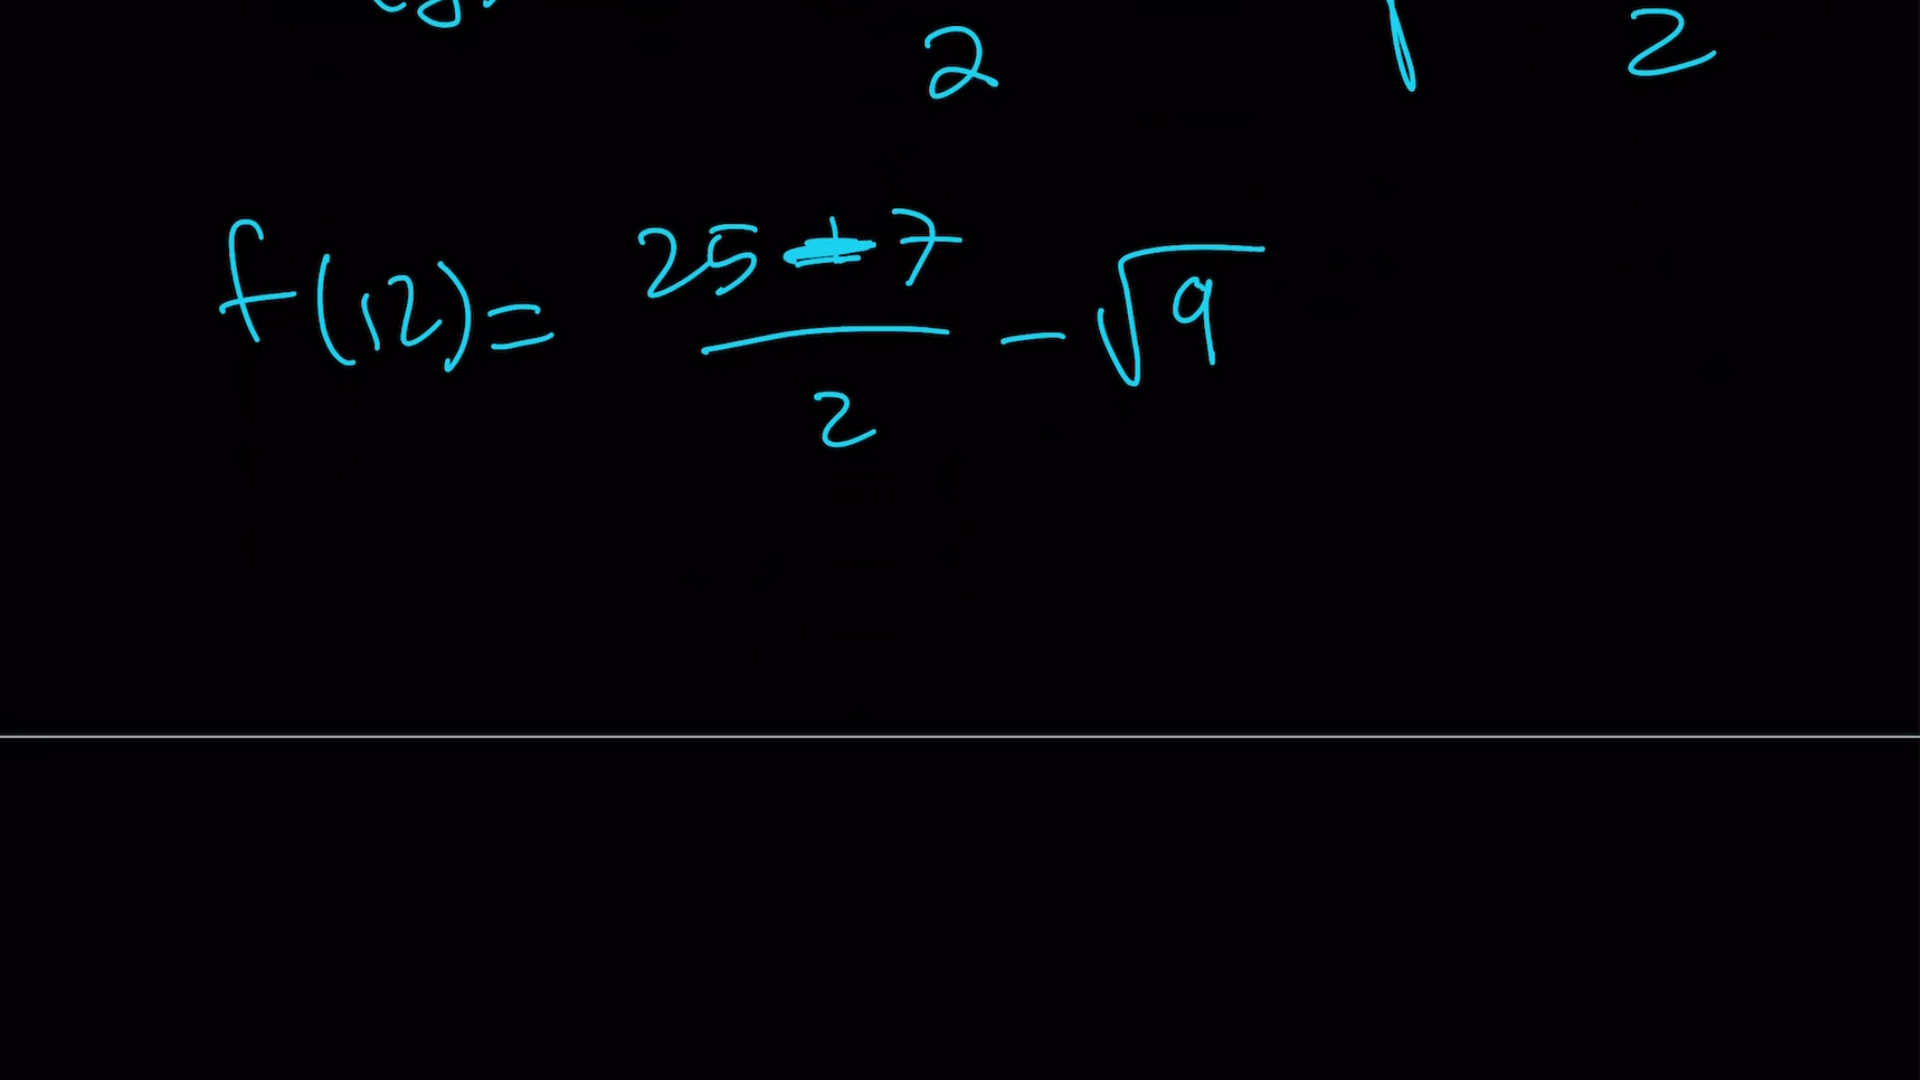 2 2
f(12) = 25 - 7 / 2 - √9